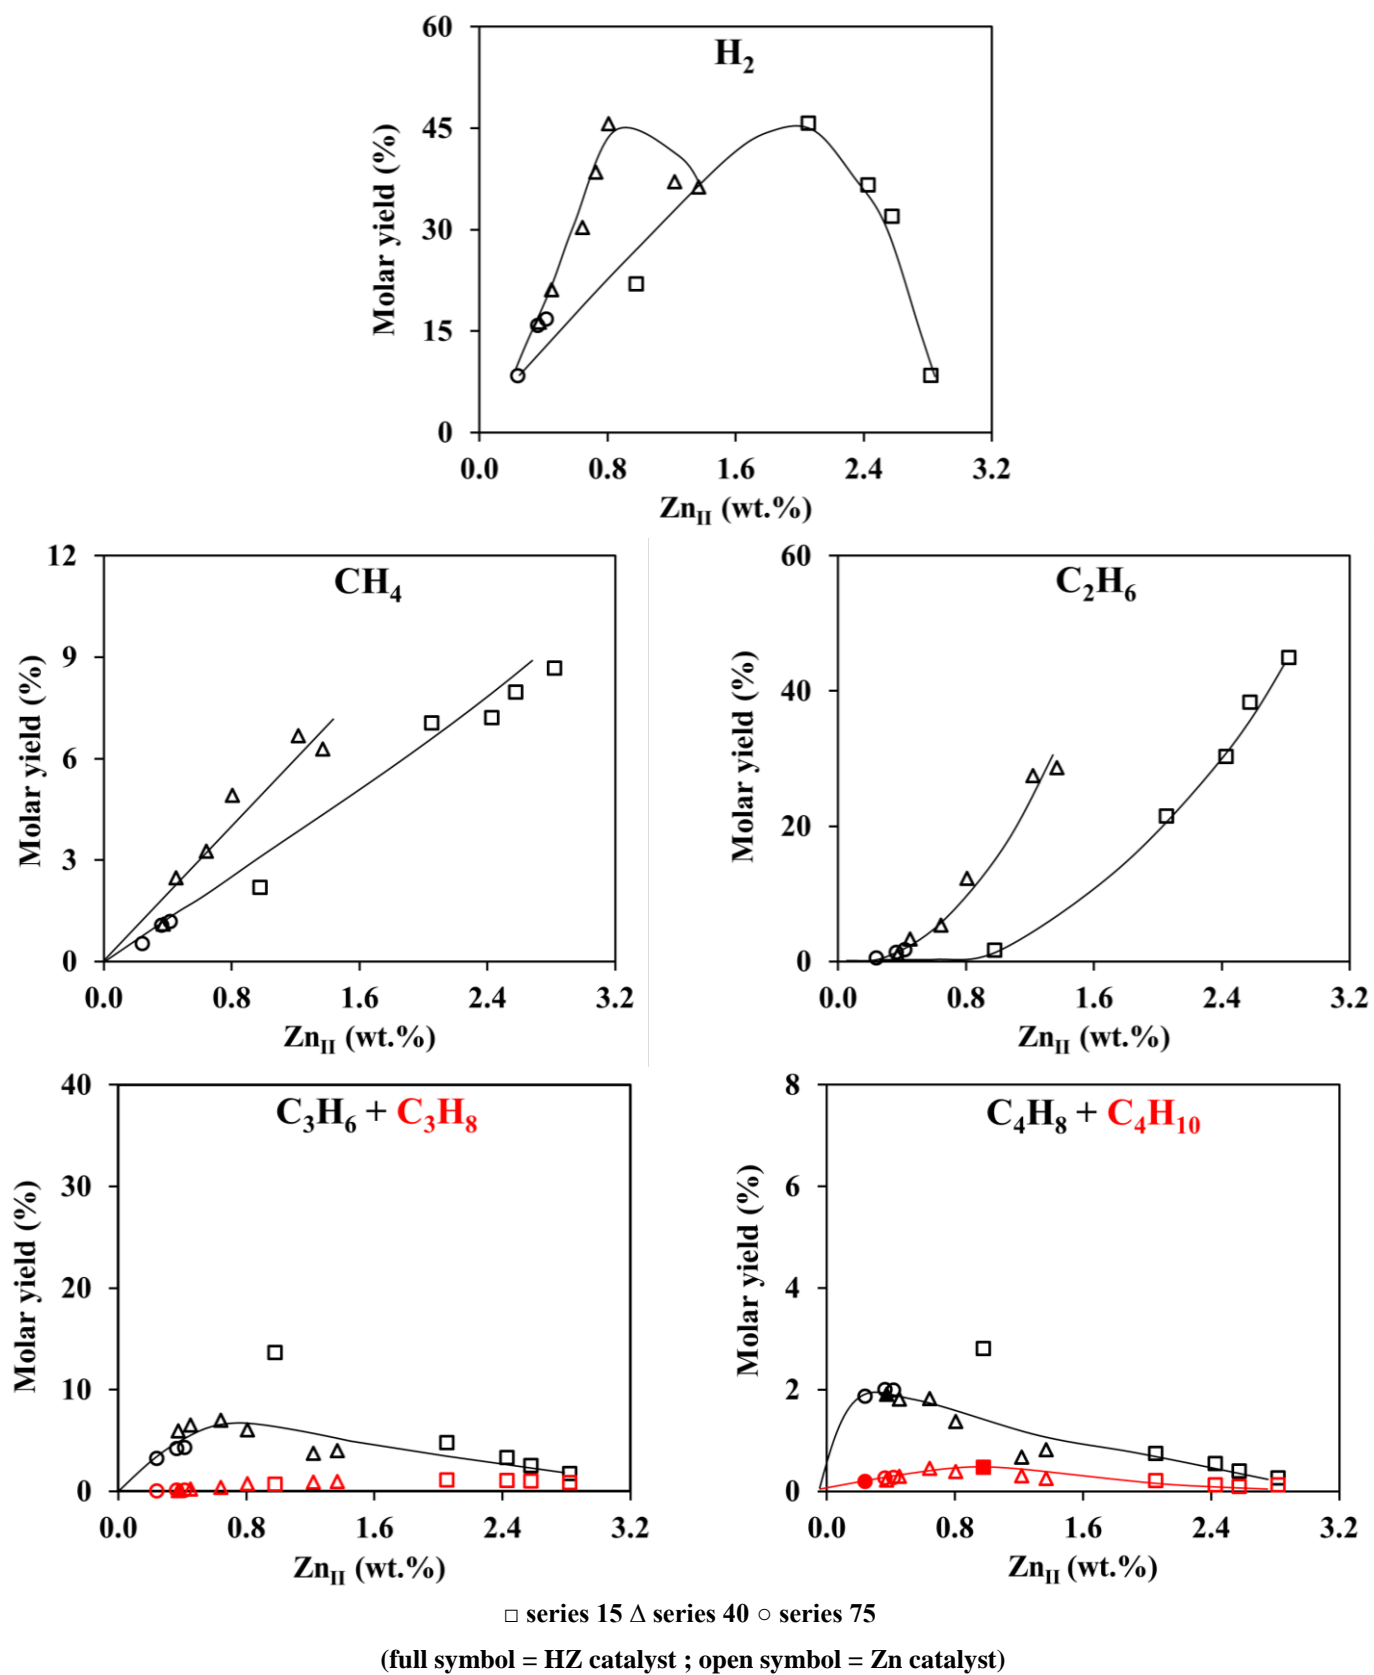 H2
Molar yield (%)
60
45
30
15
0
0.0 0.8 1.6 2.4 3.2
ZnII (wt.%)
CH4
Molar yield (%)
12
9
6
3
0
0.0 0.8 1.6 2.4 3.2
ZnII (wt.%)
C2H6
Molar yield (%)
60
40
20
0
0.0 0.8 1.6 2.4 3.2
ZnII (wt.%)
C3H6 + C3H8
Molar yield (%)
40
30
20
10
0
0.0 0.8 1.6 2.4 3.2
ZnII (wt.%)
C4H8 + C4H10
Molar yield (%)
8
6
4
2
0
0.0 0.8 1.6 2.4 3.2
ZnII (wt.%)
□ series 15 Δ series 40 ○ series 75
(full symbol = HZ catalyst ; open symbol = Zn catalyst)